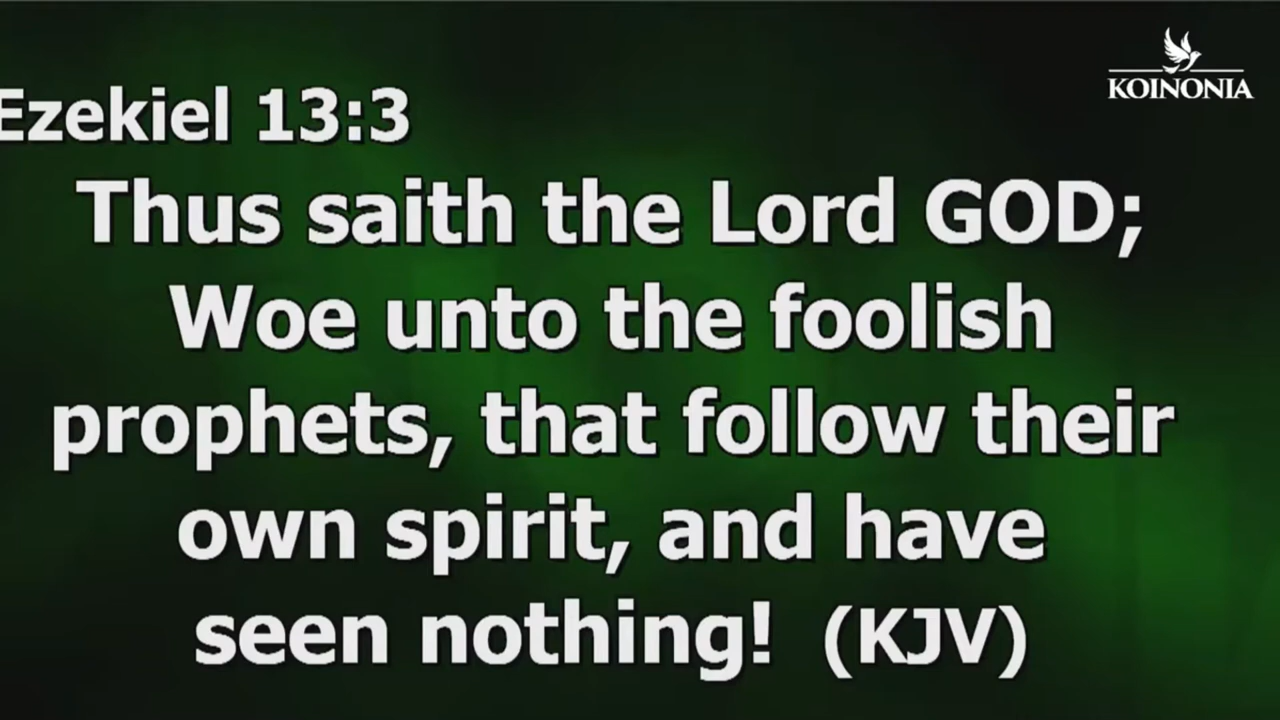 KOINONIA
Ezekiel 13:3
Thus saith the Lord GOD;
Woe unto the foolish
prophets, that follow their
own spirit, and have
seen nothing!  (KJV)